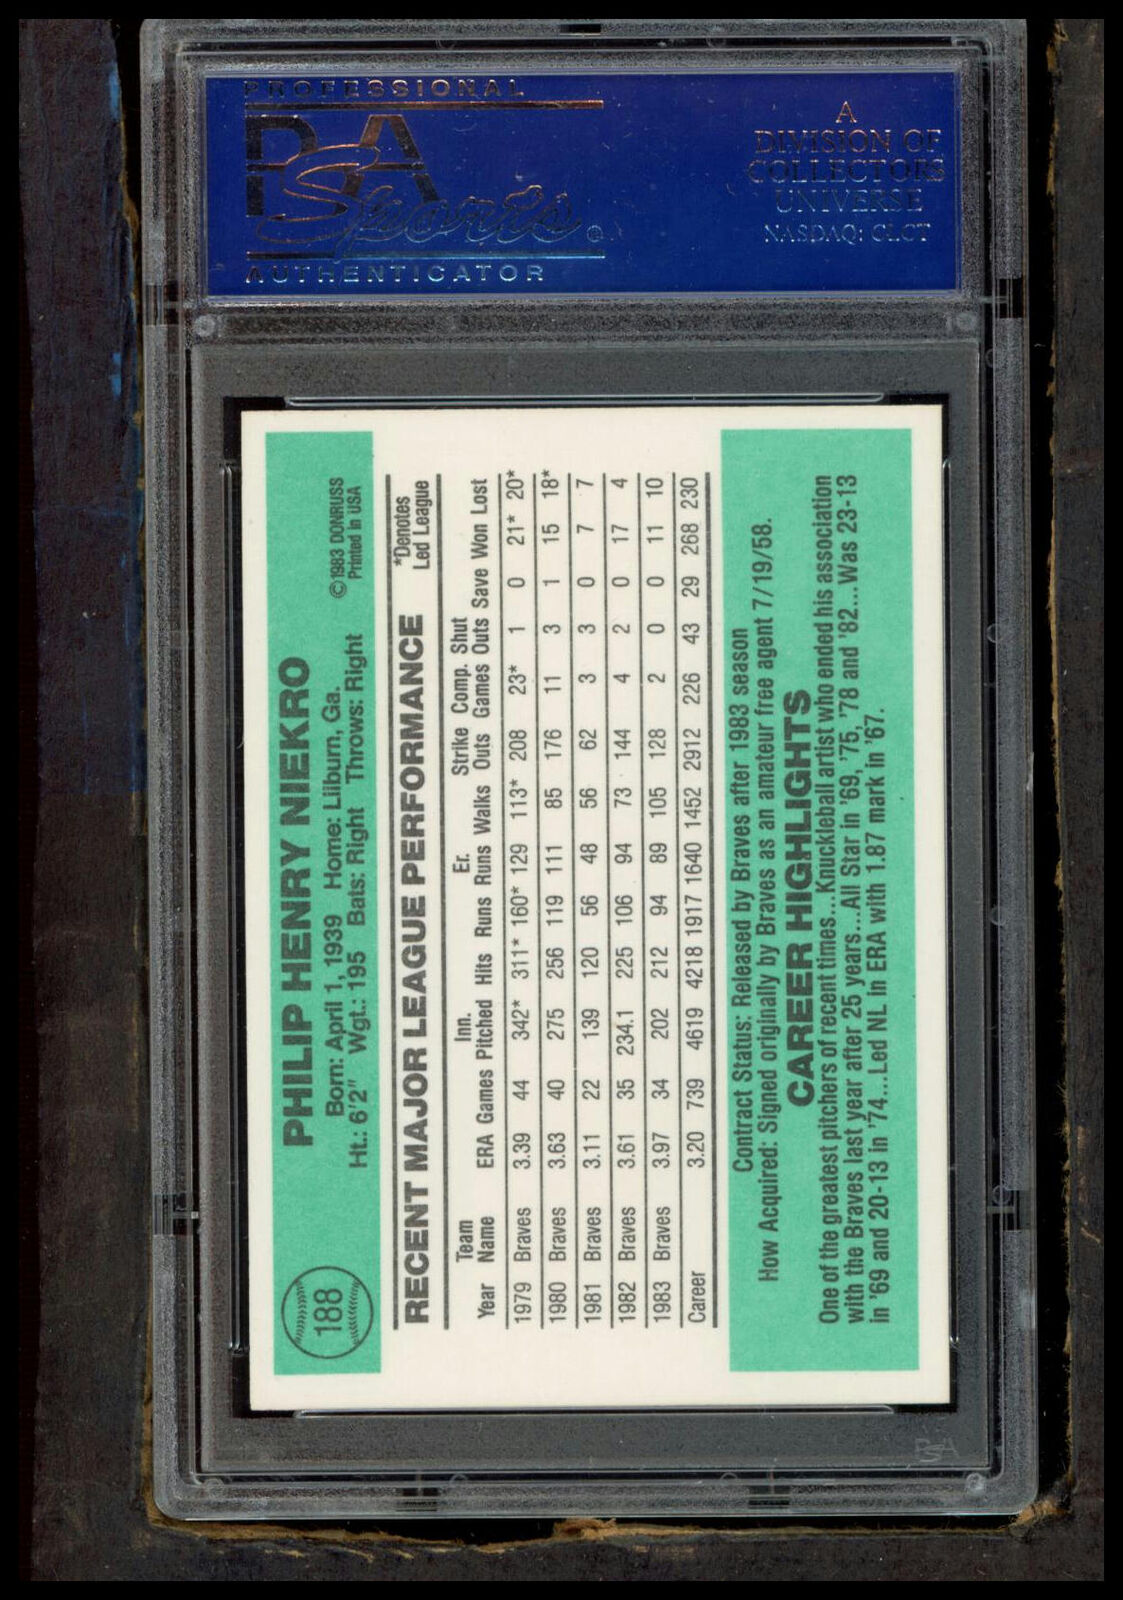 PROFESSIONAL
PSA
Sports
®
AUTHENTICATOR
A
DIVISION OF
COLLECTORS
UNIVERSE
NASDAQ: CLCT
188
PHILIP HENRY NIEKRO
©1983 DONRUSS
Printed in USA
Born: April 1, 1939 Home: Lilburn, Ga.
Ht.: 6'2" Wgt.: 195 Bats: Right Throws: Right
RECENT MAJOR LEAGUE PERFORMANCE
*Denotes
Led League
Team Inn. Er. Strike Comp. Shut
Year Name ERA Games Pitched Hits Runs Runs Walks Outs Games Outs Save Won Lost
1979 Braves 3.39 44 342* 311* 160* 129 113* 208 23* 1 0 21* 20*
1980 Braves 3.63 40 275 256 119 111 85 176 11 3 1 15 18*
1981 Braves 3.11 22 139 120 56 48 56 62 3 3 0 7 7
1982 Braves 3.61 35 234.1 225 106 94 73 144 4 2 0 17 4
1983 Braves 3.97 34 202 212 94 89 105 128 2 0 0 11 10
Career 3.20 739 4619 4218 1917 1640 1452 2912 226 43 29 268 230
Contract Status: Released by Braves after 1983 season
How Acquired: Signed originally by Braves as an amateur free agent 7/19/58.
CAREER HIGHLIGHTS
One of the greatest pitchers of recent times...Knuckleball artist who ended his association
with the Braves last year after 25 years...All Star in '69, '75, '78 and '82...Was 23-13
in '69 and 20-13 in '74...Led NL in ERA with 1.87 mark in '67.
PSA